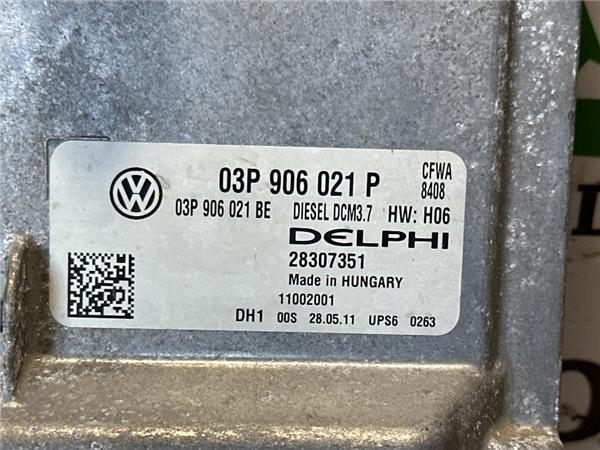 03P 906 021 P CFWA
8408
03P 906 021 BE DIESEL DCM3.7 HW: H06
DELPHI
28307351
Made in HUNGARY
11002001
DH1 00S 28.05.11 UPS6 0263